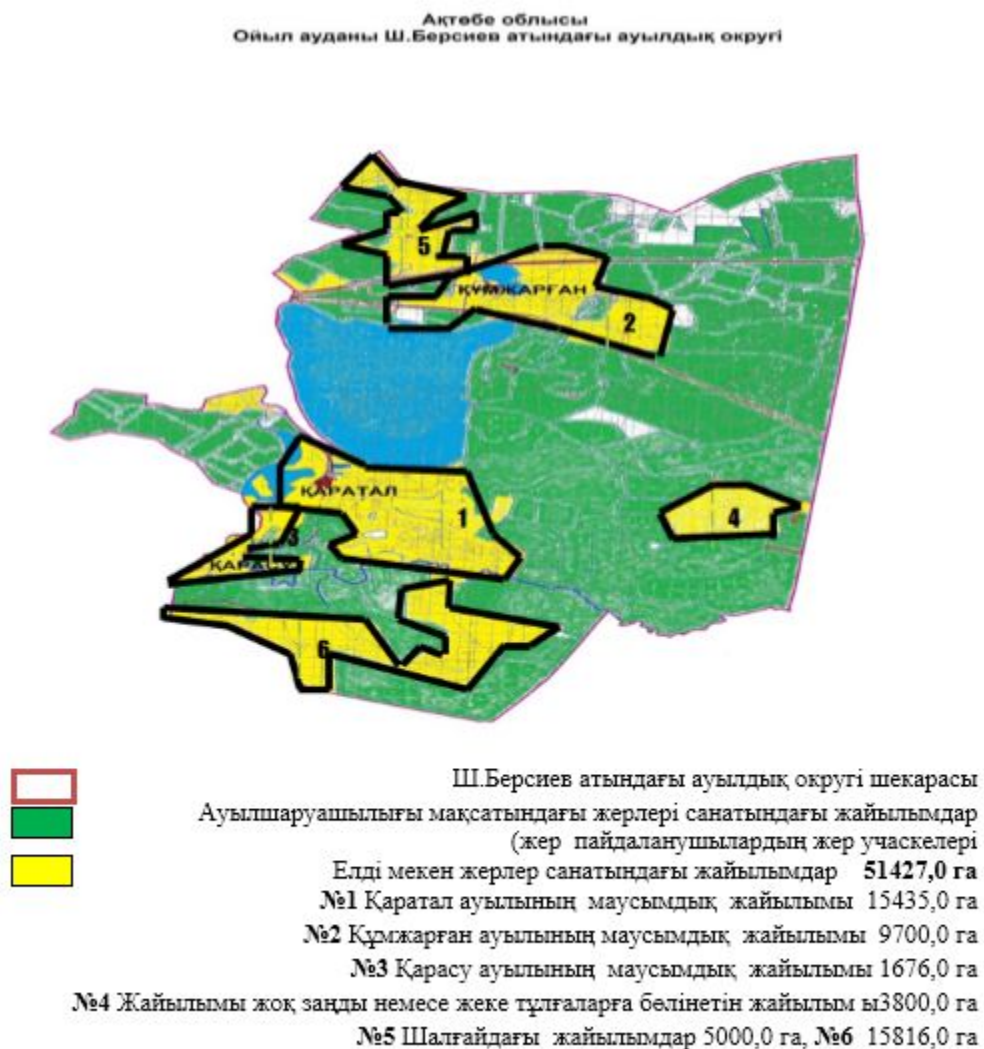 Ақтөбе облысы
Ойыл ауданы Ш.Берсиев атындағы ауылдық округі
5
ҚҰМЖАРҒАН
2
ҚАРАТАЛ
1
4
3
ҚАРАСУ
6
Ш.Берсиев атындағы ауылдық округі шекарасы
Ауылшаруашылығы мақсатындағы жерлері санатындағы жайылымдар
(жер пайдаланушылардың жер учаскелері
Елді мекен жерлер санатындағы жайылымдар 51427,0 га
№1 Қаратал ауылының маусымдық жайылымы 15435,0 га
№2 Құмжарған ауылының маусымдық жайылымы 9700,0 га
№3 Қарасу ауылының маусымдық жайылымы 1676,0 га
№4 Жайылымы жоқ заңды немесе жеке тұлғаларға бөлінетін жайылым ы3800,0 га
№5 Шалғайдағы жайылымдар 5000,0 га, №6 15816,0 га